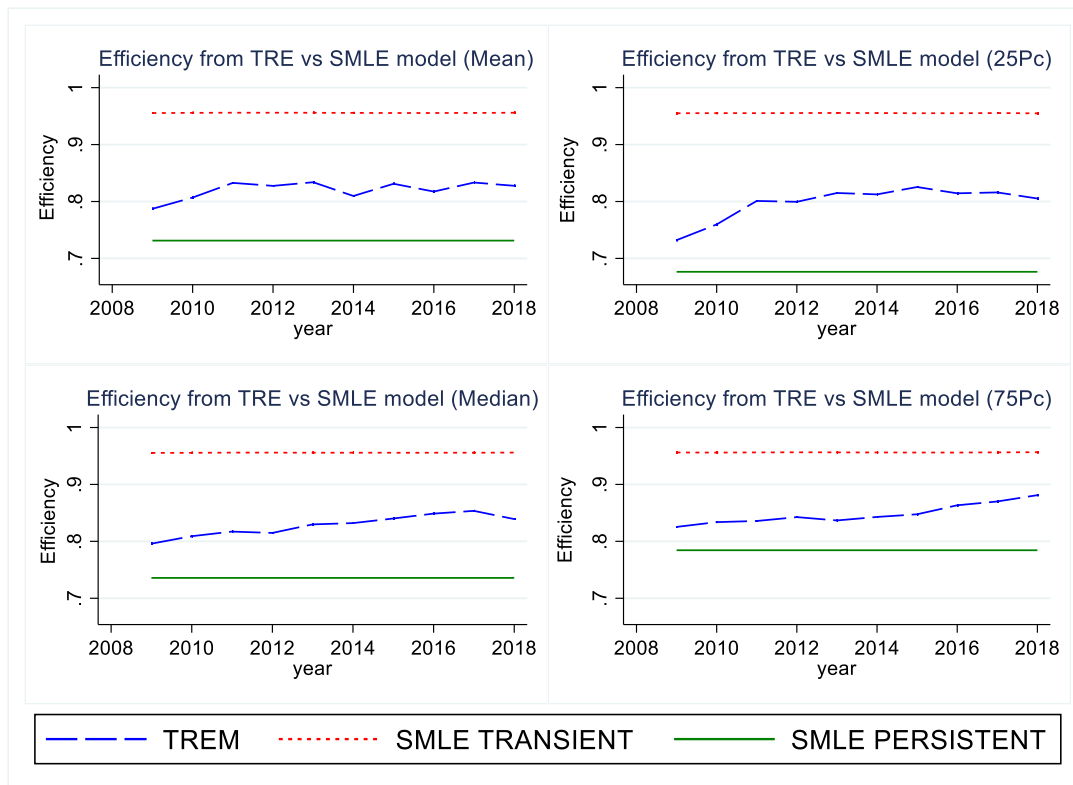 Efficiency from TRE vs SMLE model (Mean)
Efficiency
1
.9
.8
.7
2008 2010 2012 2014 2016 2018
year
Efficiency from TRE vs SMLE model (25Pc)
Efficiency
1
.9
.8
.7
2008 2010 2012 2014 2016 2018
year
Efficiency from TRE vs SMLE model (Median)
Efficiency
1
.9
.8
.7
2008 2010 2012 2014 2016 2018
year
Efficiency from TRE vs SMLE model (75Pc)
Efficiency
1
.9
.8
.7
2008 2010 2012 2014 2016 2018
year
TREM SMLE TRANSIENT SMLE PERSISTENT